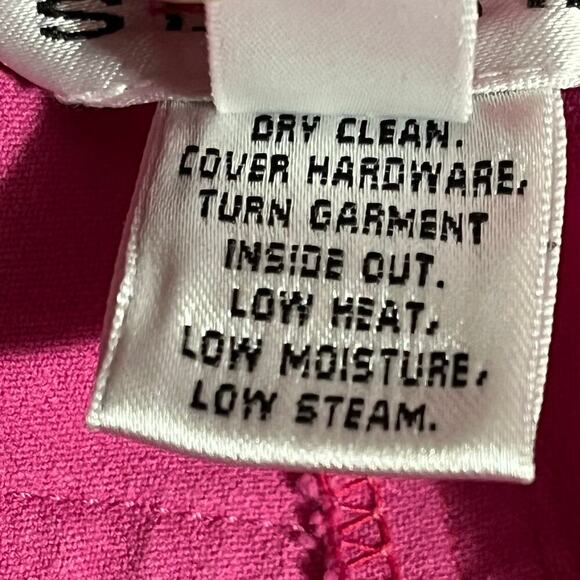 DRY CLEAN.
COVER HARDWARE,
TURN GARMENT
INSIDE OUT.
LOW HEAT,
LOW MOISTURE,
LOW STEAM.